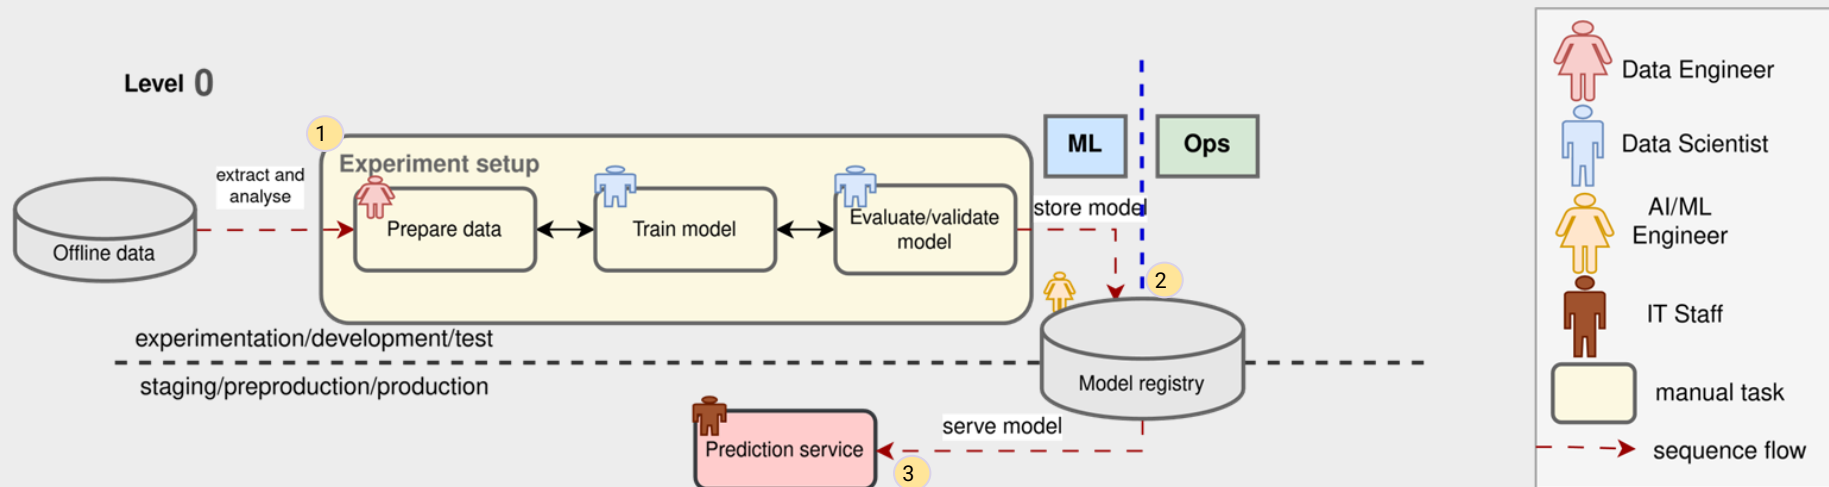 Level 0
1
Experiment setup
extract and
analyse
Offline data
Prepare data
Train model
Evaluate/validate
model
ML
Ops
store model
2
Model registry
experimentation/development/test
staging/preproduction/production
serve model
Prediction service
3
Data Engineer
Data Scientist
AI/ML
Engineer
IT Staff
manual task
sequence flow